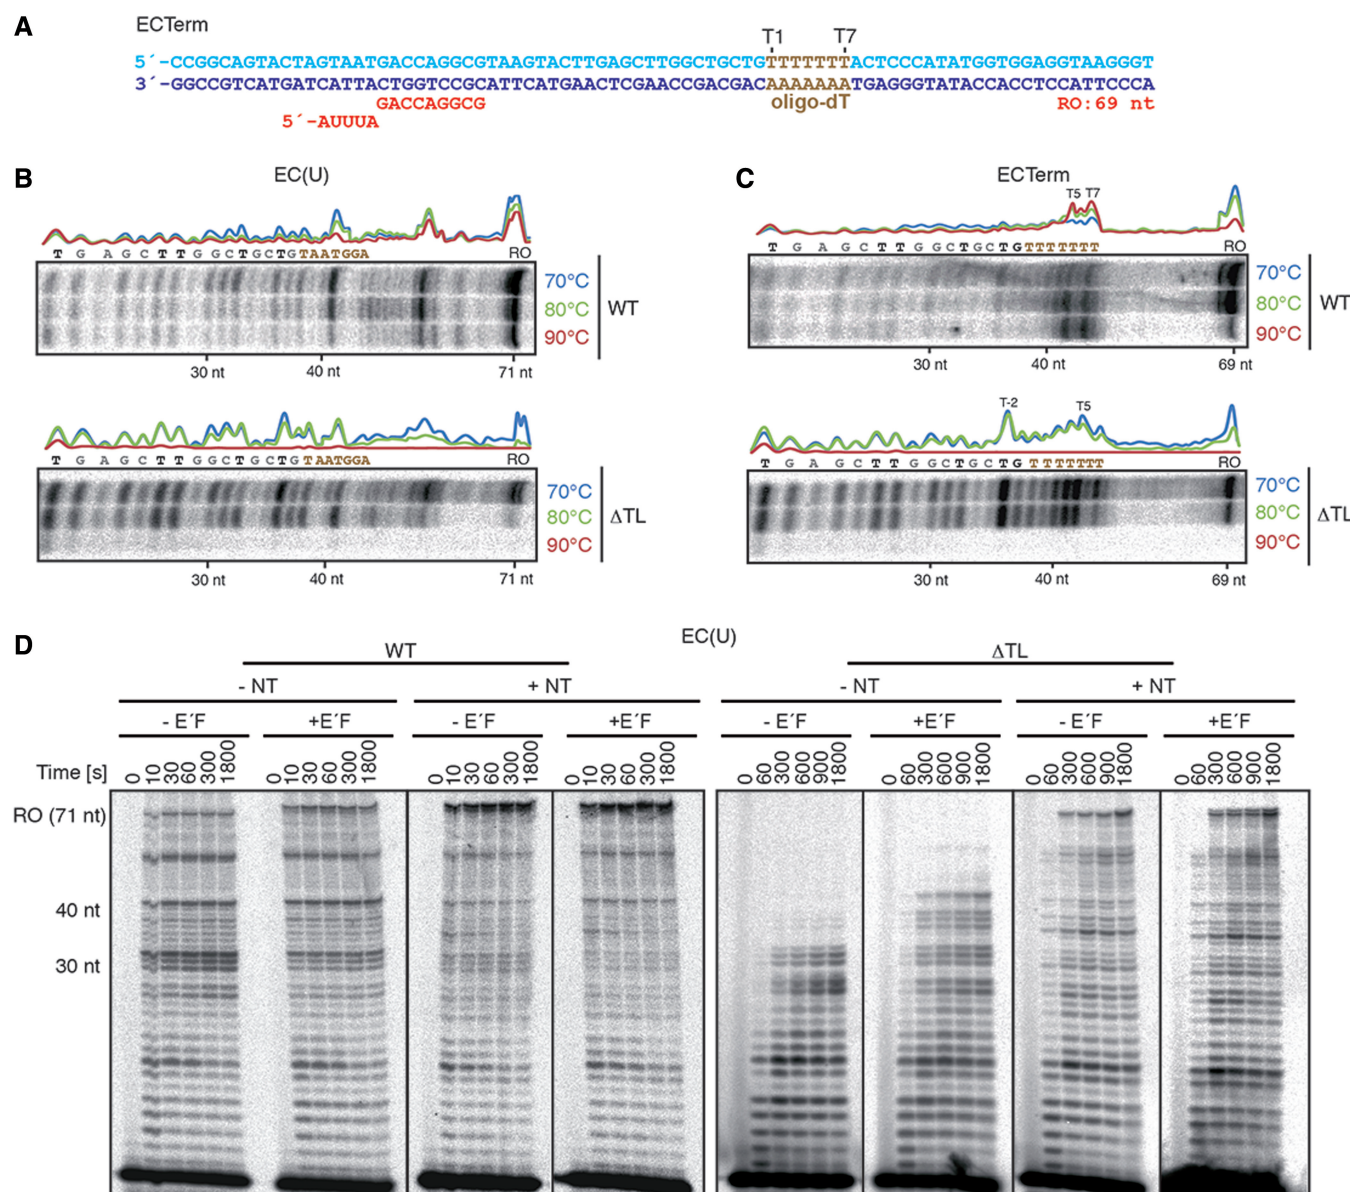 A
ECTerm
T1 T7
5´-CCGGCAGTACTAGTAATGACCAGGCGTAAGTACTTGAGCTTGGCTGCTGTTTTTTTACTCCCATATGGTGGAGGTAAGGGT
3´-GGCCGTCATGATCATTACTGGTCCGCATTCATGAACTCGAACCGACGACAAAAAAATGAGGGTATACCACCTCCATTCCCA
GACCAGGCG oligo-dT RO:69 nt
5´-AUUUA
B
EC(U)
T G A G C T T G G C T G C T G T A A T G G A RO
70°C
80°C
90°C
WT
30 nt 40 nt 71 nt
T G A G C T T G G C T G C T G T A A T G G A RO
70°C
80°C
90°C
ΔTL
30 nt 40 nt 71 nt
C
ECTerm
T5 T7
T G A G C T T G G C T G C T G T T T T T T T RO
70°C
80°C
90°C
WT
30 nt 40 nt 69 nt
T-2 T5
T G A G C T T G G C T G C T G T T T T T T T RO
70°C
80°C
90°C
ΔTL
30 nt 40 nt 69 nt
D
EC(U)
WT ΔTL
- NT + NT - NT + NT
- E´F +E´F - E´F +E´F - E´F +E´F - E´F +E´F
Time [s] 0 10 30 60 300 1800 0 10 30 60 300 1800 0 10 30 60 300 1800 0 10 30 60 300 1800 0 60 300 600 900 1800 0 60 300 600 900 1800 0 60 300 600 900 1800 0 60 300 600 900 1800
RO (71 nt)
40 nt
30 nt